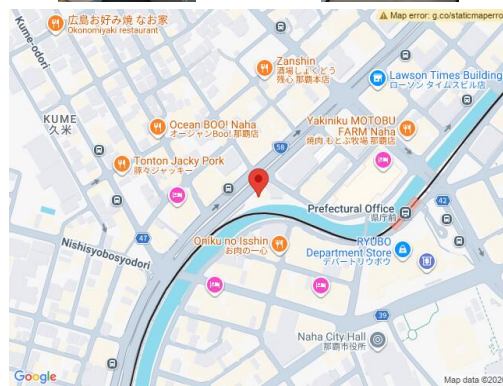 広島お好み焼 なお家
Okonomiyaki restaurant
Kume-odori
Map error: g.co/staticmaperro
Zanshin
酒場しょくどう
残心 那覇本店
Lawson Times Building
ローソン タイムスビル店
KUME
久米
Ocean BOO! Naha
オーシャンBoo! 那覇店
Yakiniku MOTOBU
FARM Naha
焼肉 もとぶ牧場 那覇店
58
Tonton Jacky Pork
豚々ジャッキー
Prefectural Office
県庁前
42
47
Nishisyobosyodori
Oniku no Isshin
お肉の一心
RYUBO
Department Store
デパートリウボウ
39
Naha City Hall
那覇市役所
Google
Map data ©202